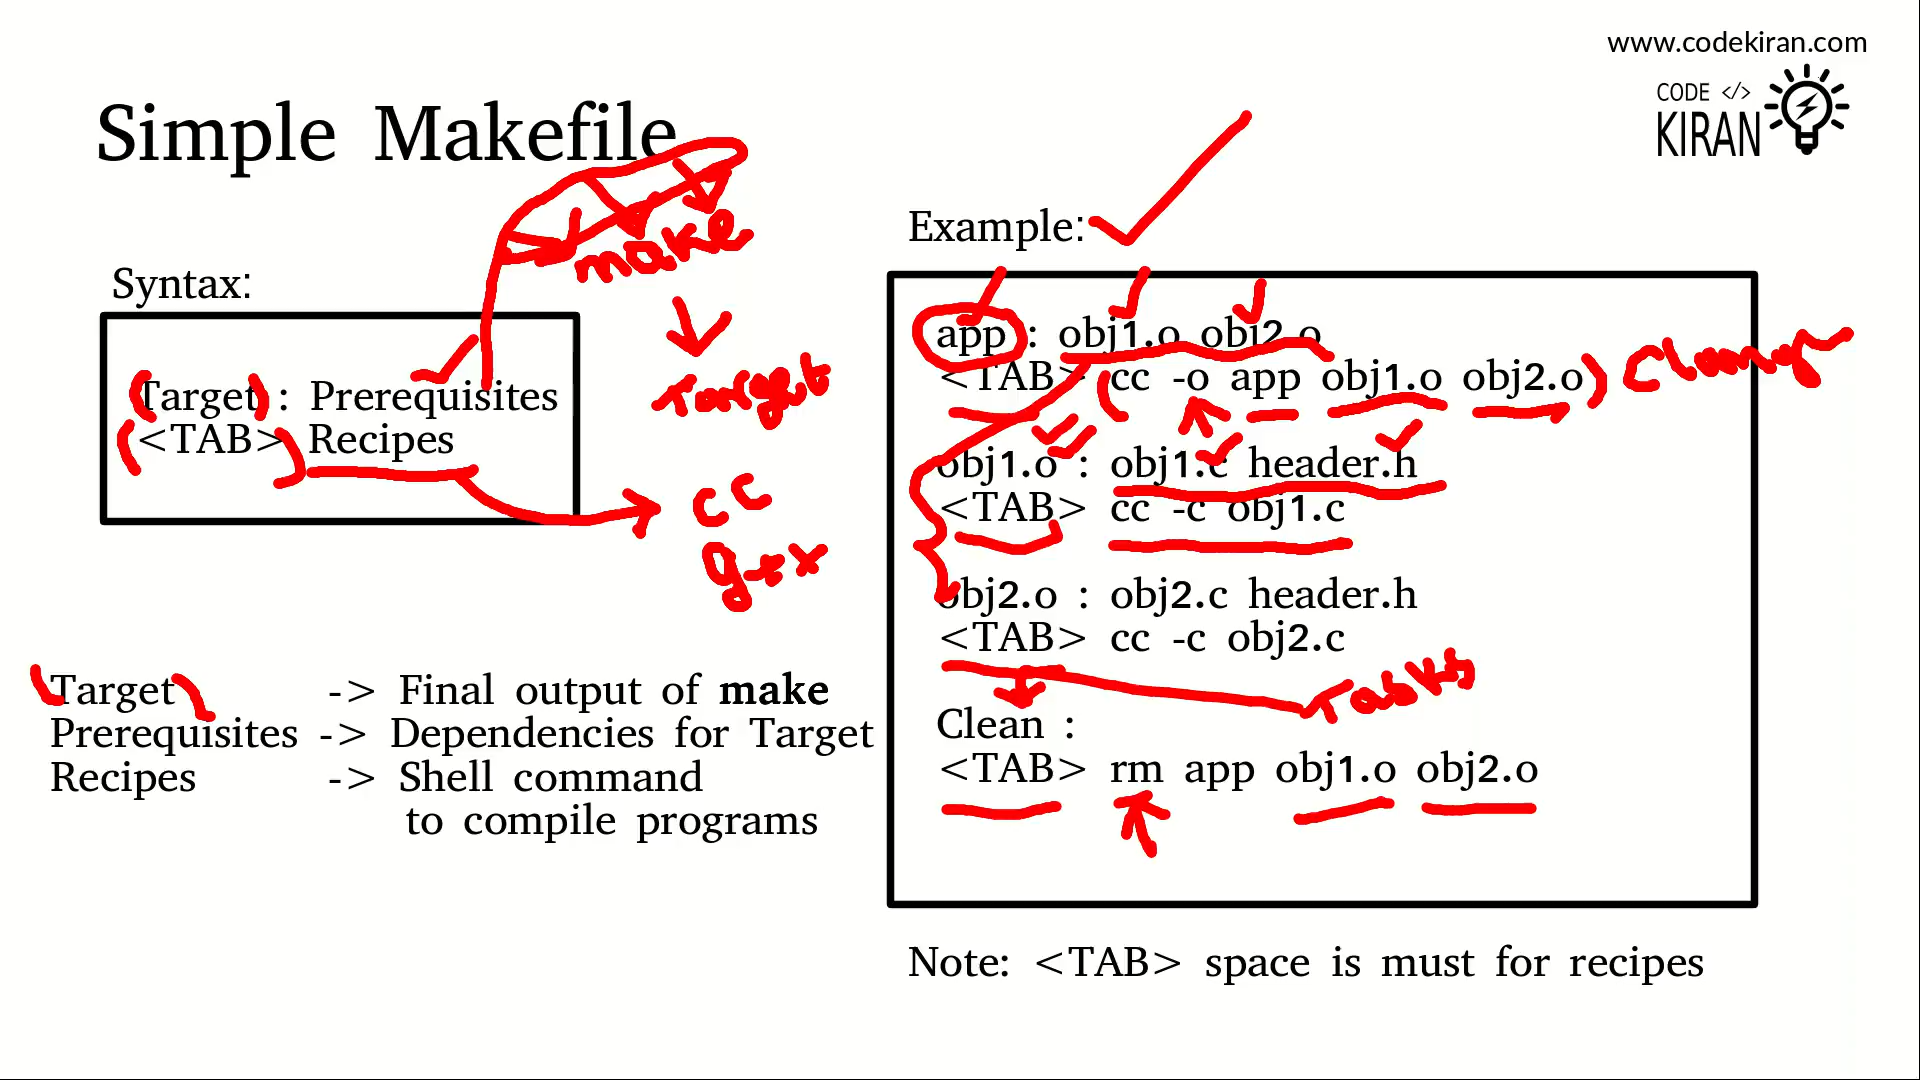 www.codekiran.com
CODE </>
KIRAN
Simple Makefile
make
Example:
Syntax:
Target : Prerequisites
<TAB> Recipes
Target
cc
app : obj1.o obj2.o
<TAB> cc -o app obj1.o obj2.o
obj1.o : obj1.c header.h
<TAB> cc -c obj1.c
obj2.o : obj2.c header.h
<TAB> cc -c obj2.c
Tasks
Clean :
<TAB> rm app obj1.o obj2.o
Target -> Final output of make
Prerequisites -> Dependencies for Target
Recipes -> Shell command
to compile programs
Note: <TAB> space is must for recipes